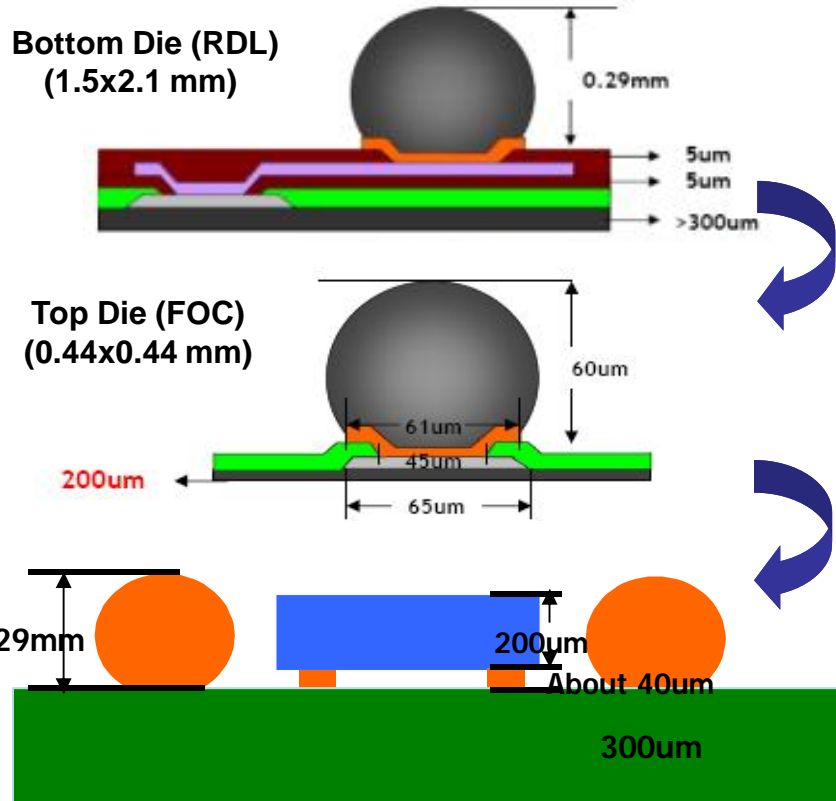 Bottom Die (RDL)
(1.5x2.1 mm)
0.29mm
5um
5um
>300um
Top Die (FOC)
(0.44x0.44 mm)
60um
61um
45um
200um
65um
29mm
200um
About 40um
300um